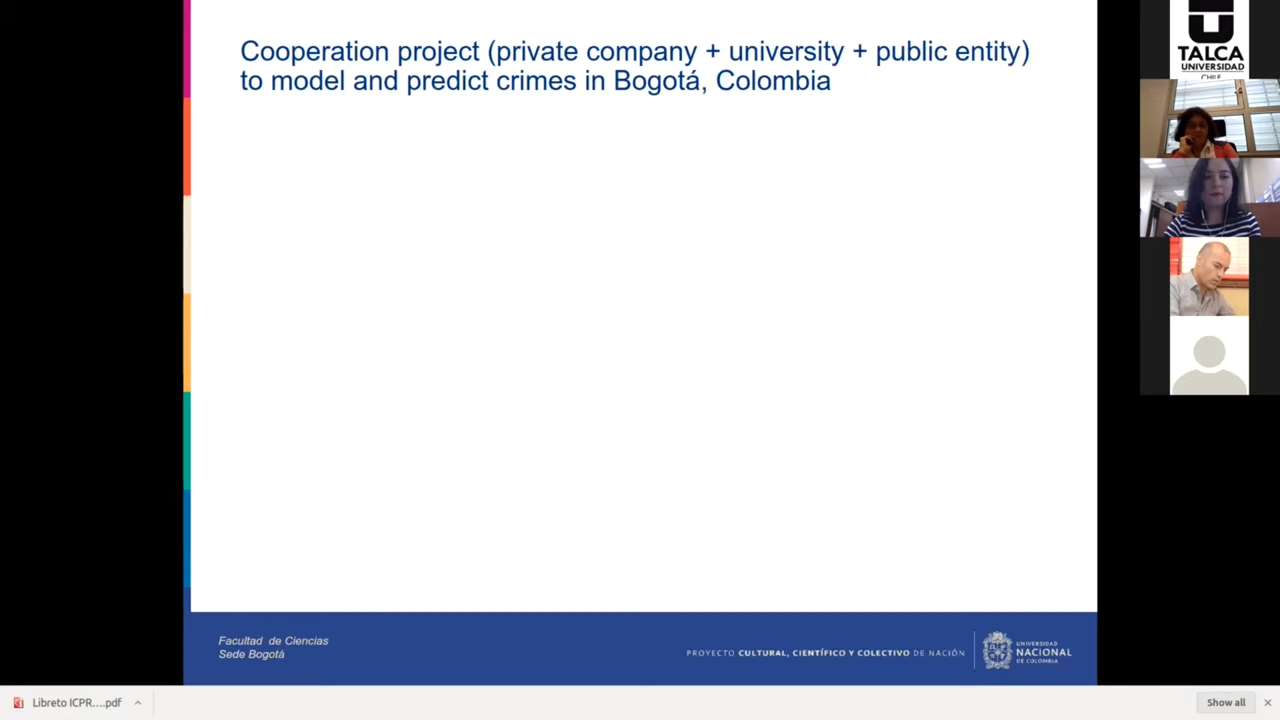 Cooperation project (private company + university + public entity)
to model and predict crimes in Bogotá, Colombia
TALCA
UNIVERSIDAD
CHILE
Facultad de Ciencias
Sede Bogotá
PROYECTO CULTURAL, CIENTÍFICO Y COLECTIVO DE NACIÓN
UNIVERSIDAD
NACIONAL
DE COLOMBIA
Libreto ICPR....pdf
Show all